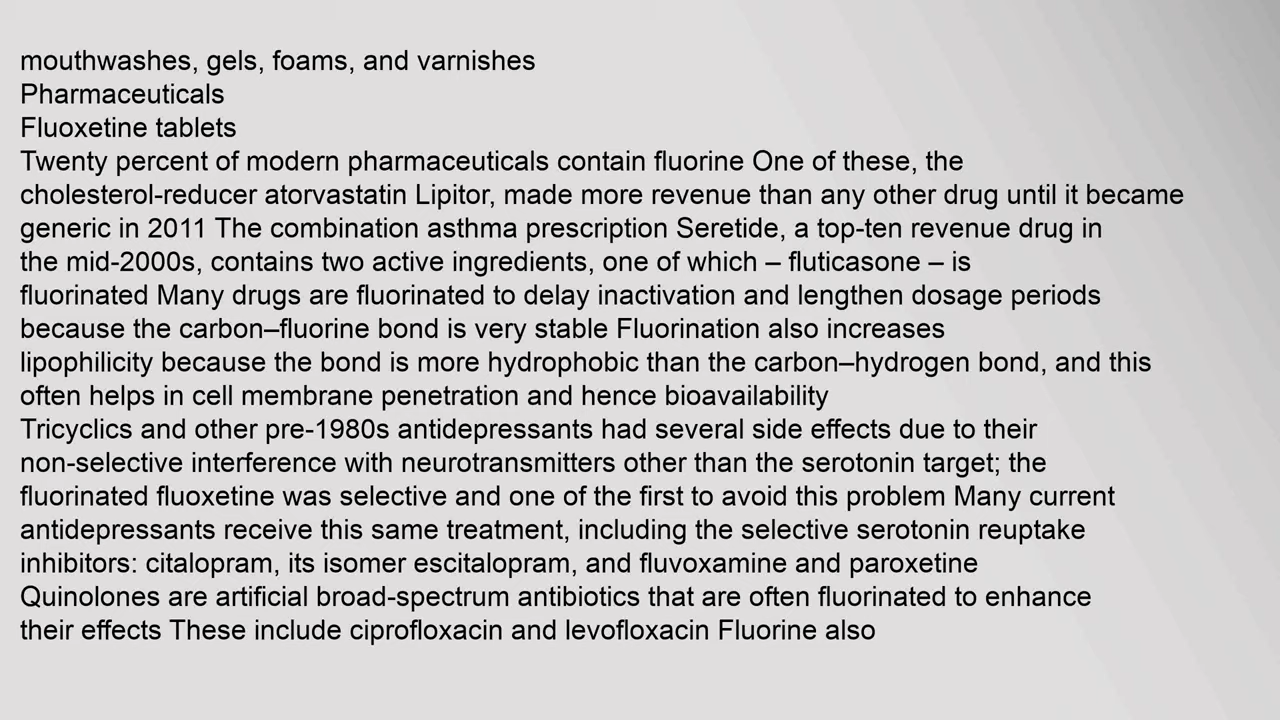 mouthwashes, gels, foams, and varnishes
Pharmaceuticals
Fluoxetine tablets
Twenty percent of modern pharmaceuticals contain fluorine One of these, the
cholesterol-reducer atorvastatin Lipitor, made more revenue than any other drug until it became
generic in 2011 The combination asthma prescription Seretide, a top-ten revenue drug in
the mid-2000s, contains two active ingredients, one of which – fluticasone – is
fluorinated Many drugs are fluorinated to delay inactivation and lengthen dosage periods
because the carbon–fluorine bond is very stable Fluorination also increases
lipophilicity because the bond is more hydrophobic than the carbon–hydrogen bond, and this
often helps in cell membrane penetration and hence bioavailability
Tricyclics and other pre-1980s antidepressants had several side effects due to their
non-selective interference with neurotransmitters other than the serotonin target; the
fluorinated fluoxetine was selective and one of the first to avoid this problem Many current
antidepressants receive this same treatment, including the selective serotonin reuptake
inhibitors: citalopram, its isomer escitalopram, and fluvoxamine and paroxetine
Quinolones are artificial broad-spectrum antibiotics that are often fluorinated to enhance
their effects These include ciprofloxacin and levofloxacin Fluorine also